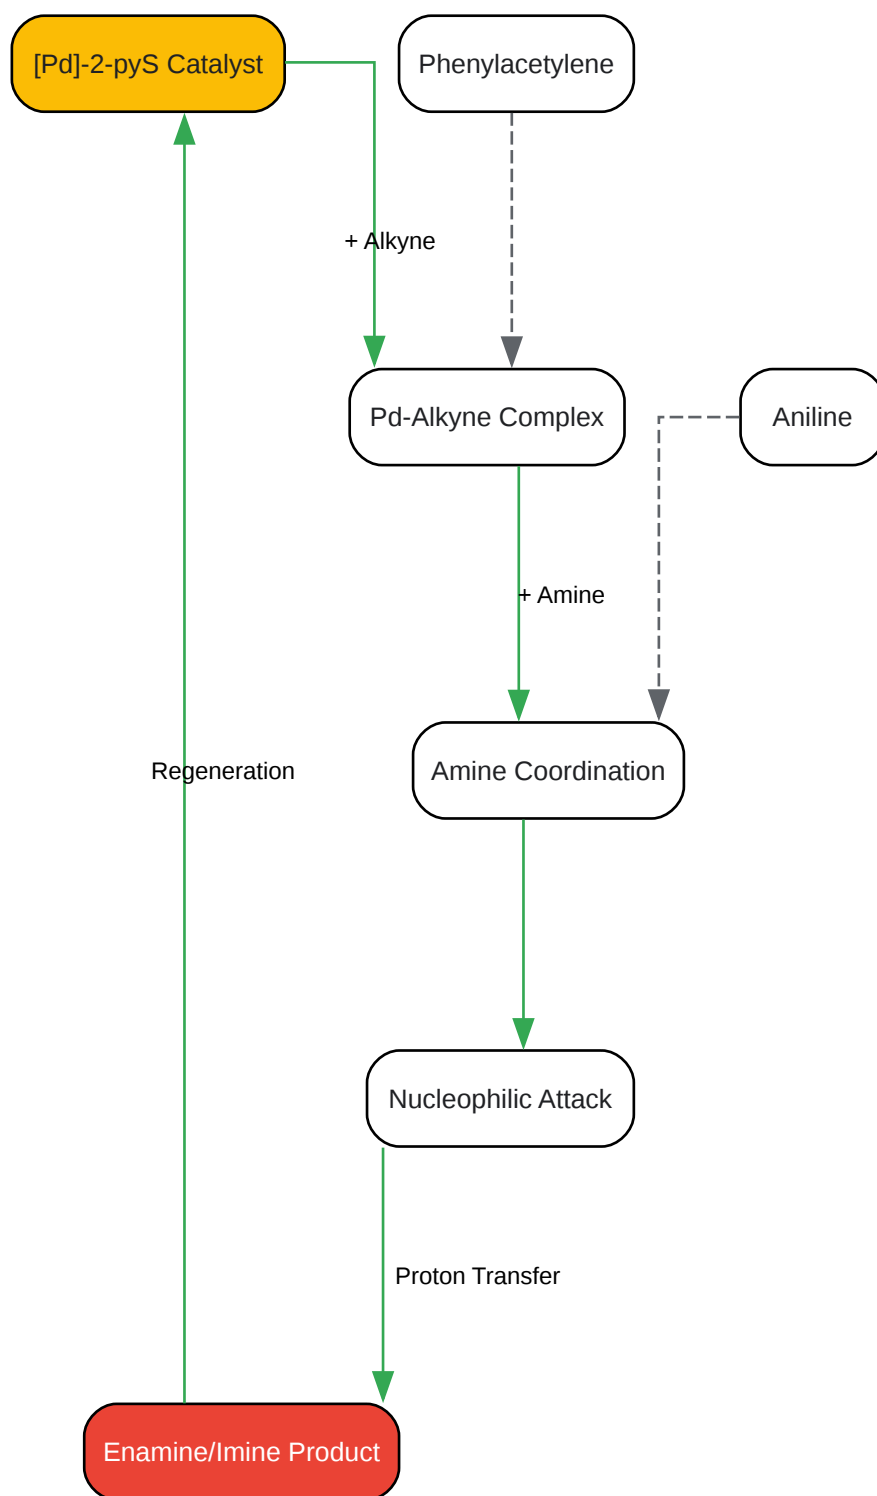 [Pd]-2-pyS Catalyst
Phenylacetylene
+ Alkyne
Pd-Alkyne Complex
Aniline
+ Amine
Amine Coordination
Regeneration
Nucleophilic Attack
Proton Transfer
Enamine/Imine Product